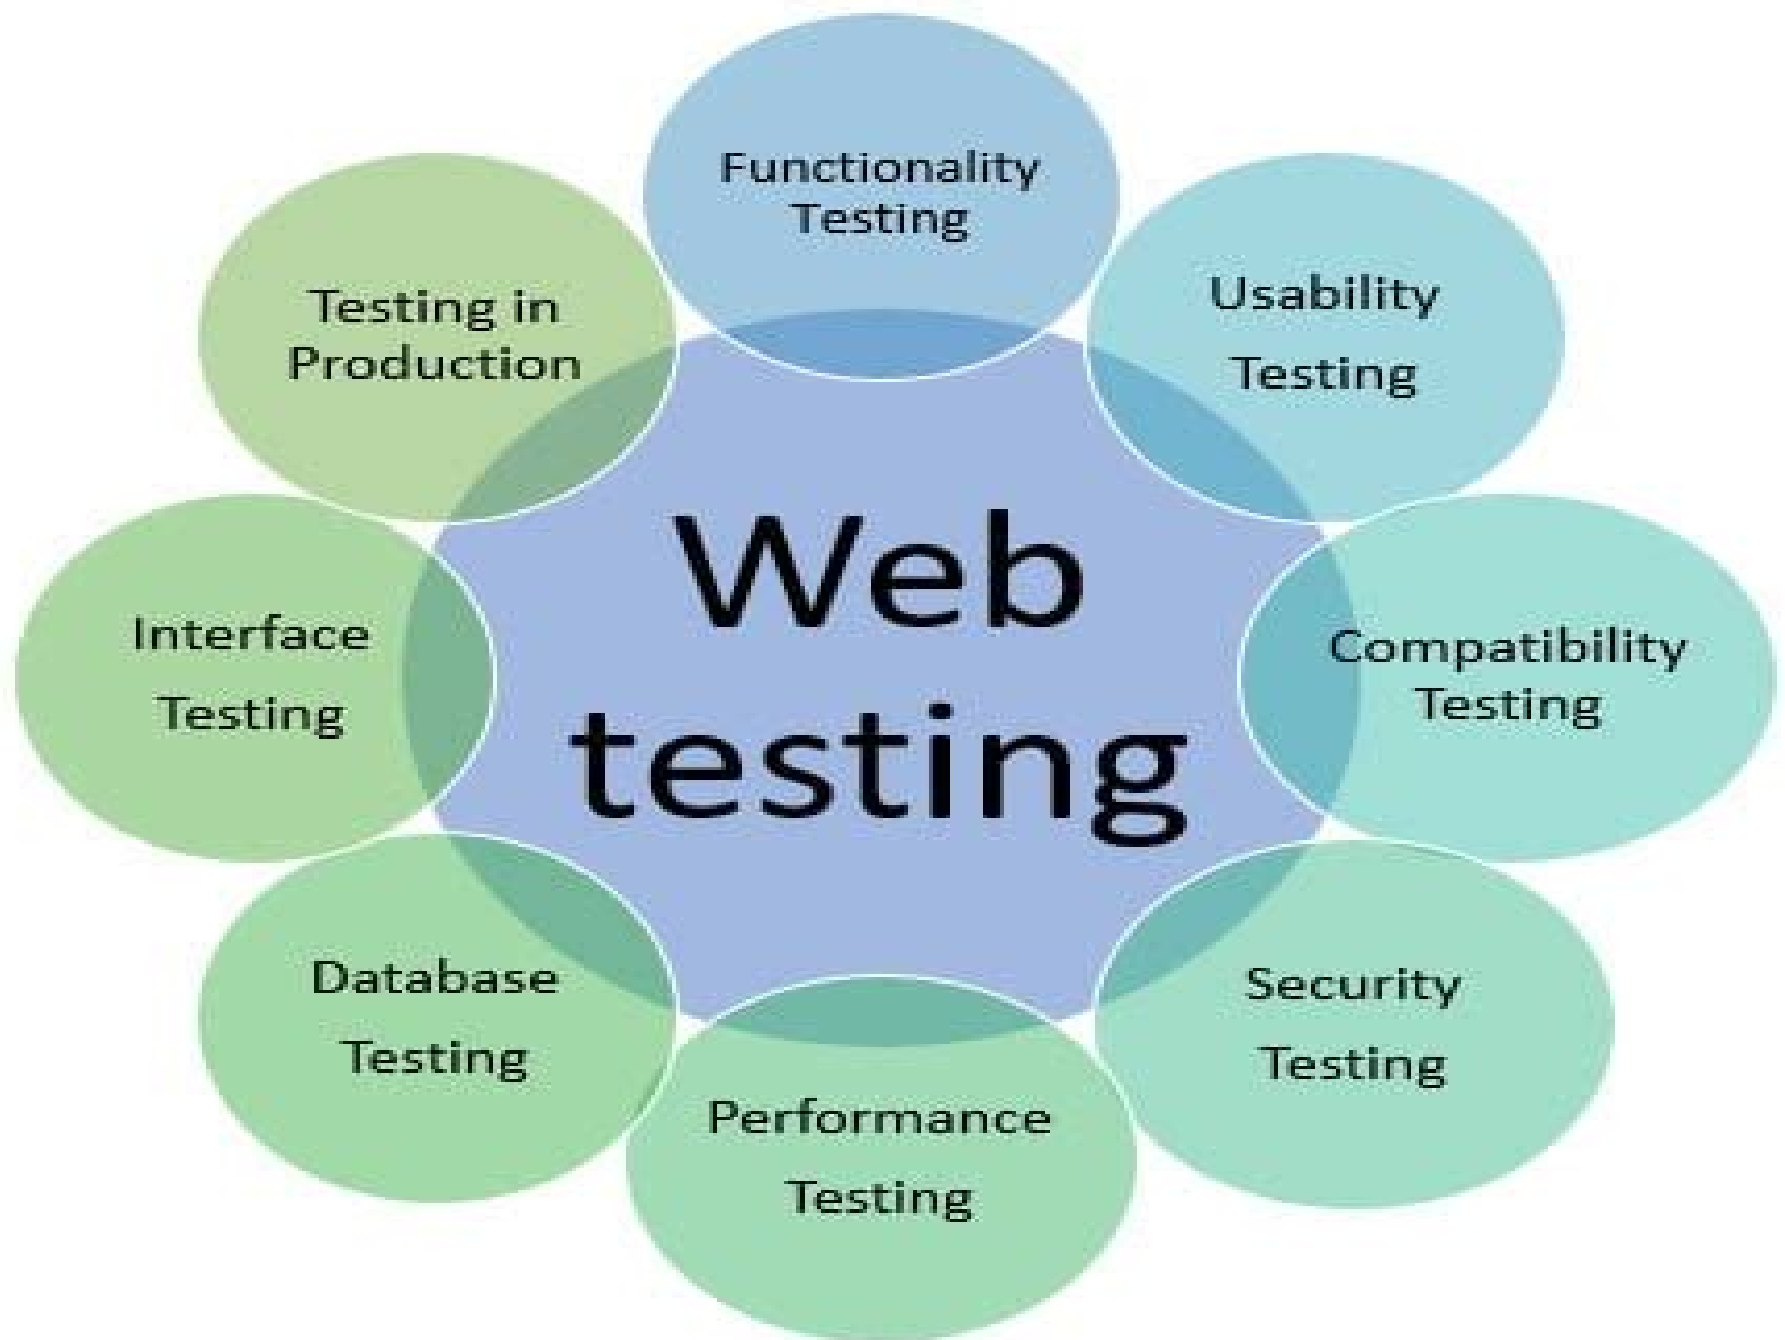 Web
testing
Functionality
Testing
Usability
Testing
Compatibility
Testing
Security
Testing
Performance
Testing
Database
Testing
Interface
Testing
Testing in
Production